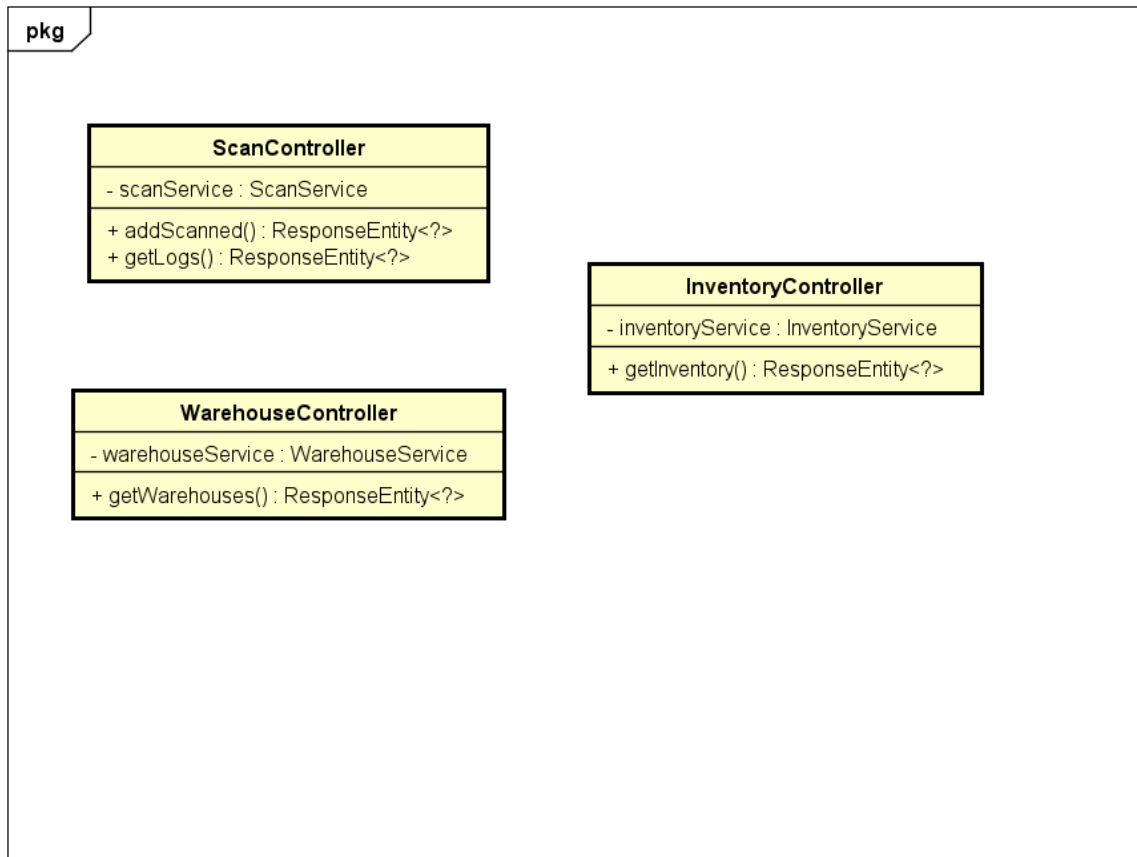 pkg
ScanController
- scanService : ScanService
+ addScanned() : ResponseEntity<?>
+ getLogs() : ResponseEntity<?>
InventoryController
- inventoryService : InventoryService
+ getInventory() : ResponseEntity<?>
WarehouseController
- warehouseService : WarehouseService
+ getWarehouses() : ResponseEntity<?>